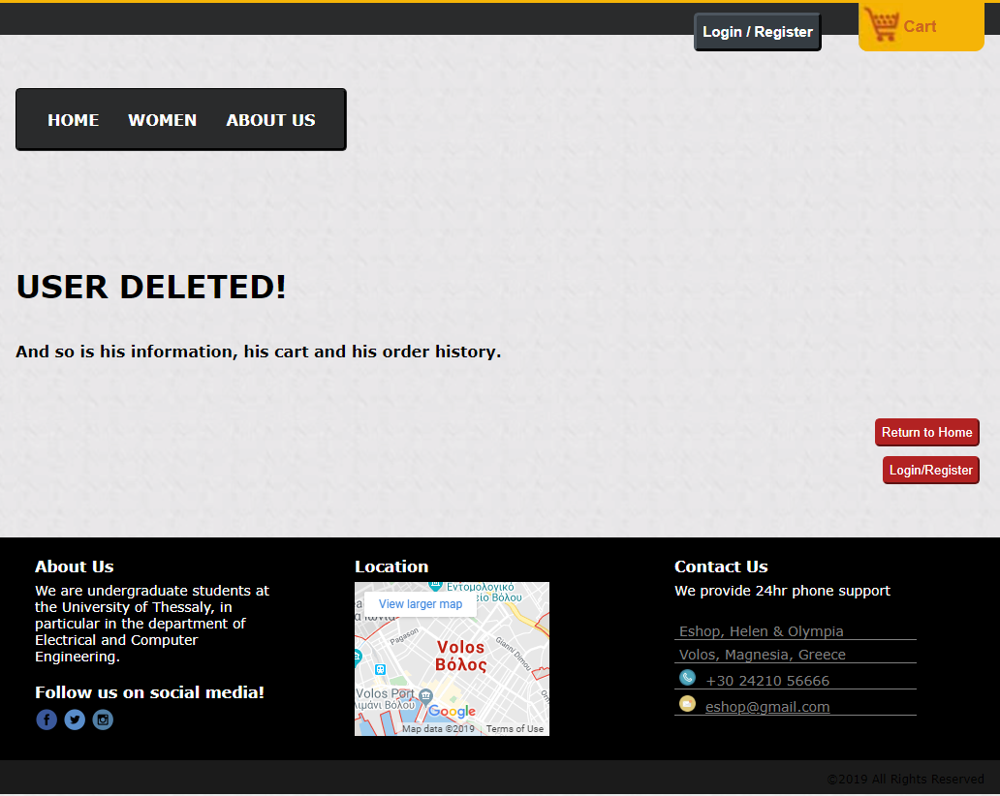 Login / Register
Cart
HOME WOMEN ABOUT US
USER DELETED!
And so is his information, his cart and his order history.
Return to Home
Login/Register
About Us
We are undergraduate students at
the University of Thessaly, in
particular in the department of
Electrical and Computer
Engineering.
Follow us on social media!
Location
Εντομολογικό
View larger map
Pagason
Gianni Dimou
Volos
Βόλος
Volos Port
Google
Map data ©2019
Terms of Use
Contact Us
We provide 24hr phone support
Eshop, Helen & Olympia
Volos, Magnesia, Greece
+30 24210 56666
eshop@gmail.com
©2019 All Rights Reserved